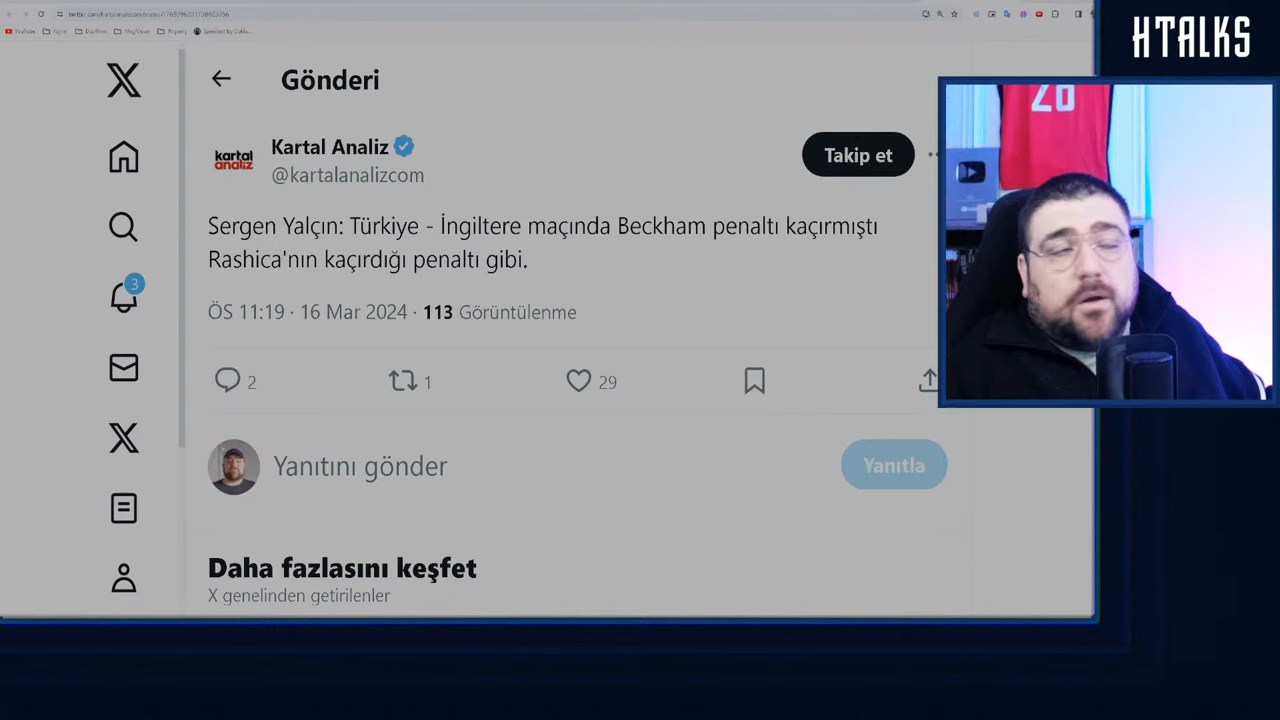 HTALKS
28
Gönderi
kartal
analiz
Kartal Analiz
@kartalanalizcom
Takip et
Sergen Yalçın: Türkiye - İngiltere maçında Beckham penaltı kaçırmıştı
Rashica'nın kaçırdığı penaltı gibi.
3
ÖS 11:19 · 16 Mar 2024 · 113 Görüntülenme
2
1
29
Yanıtını gönder
Yanıtla
Daha fazlasını keşfet
X genelinden getirilenler